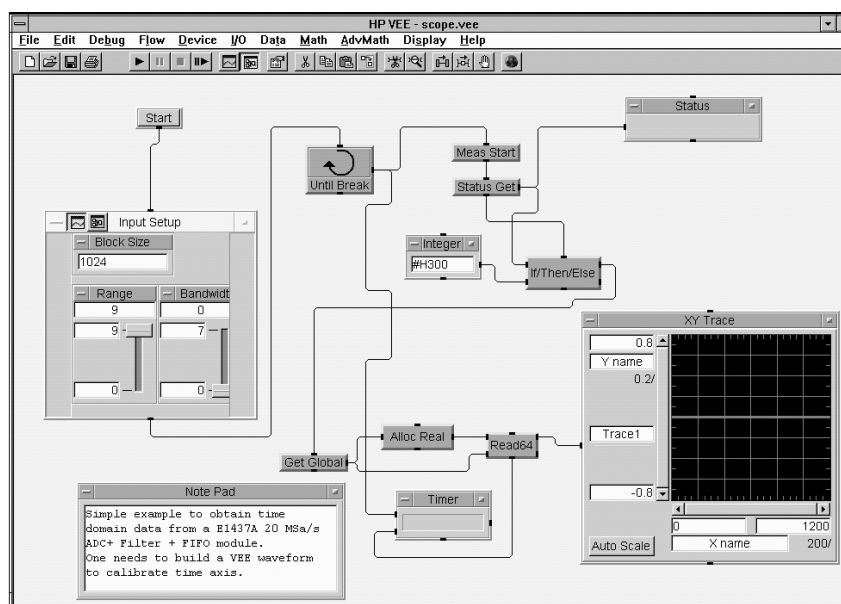 HP VEE - scope.vee
File Edit Debug Flow Device I/O Data Math AdvMath Display Help
Start
Until Break
Meas Start
Status Get
Status
Input Setup
Block Size
1024
Range
9
9
0
Bandwidt
0
7
0
Integer
#H300
If/Then/Else
XY Trace
0.8
Y name
0.2/
Trace1
-0.8
0
1200
Auto Scale
X name
200/
Alloc Real
Read64
Get Global
Timer
Note Pad
Simple example to obtain time
domain data from a E1437A 20 MSa/s
ADC+ Filter + FIFO module.
One needs to build a VEE waveform
to calibrate time axis.